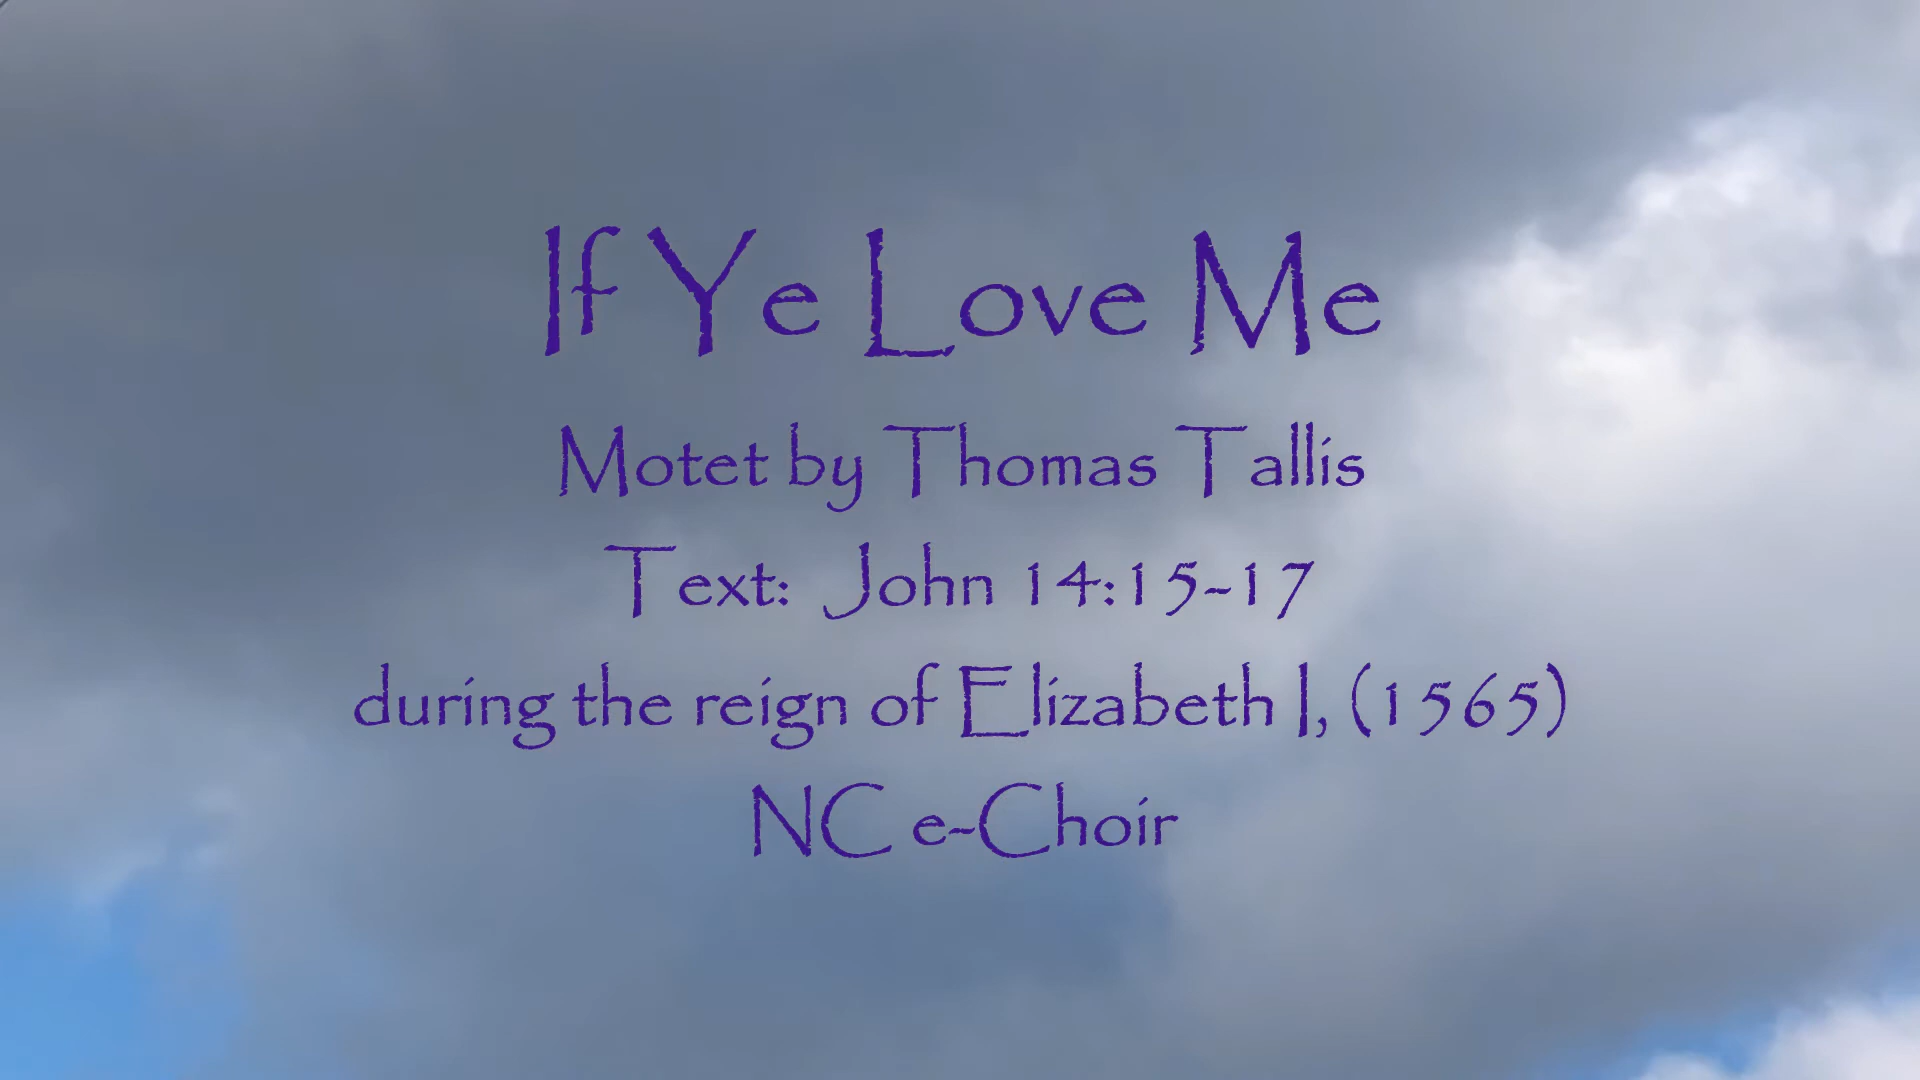 If Ye Love Me
Motet by Thomas Tallis
Text: John 14:15-17
during the reign of Elizabeth I, (1565)
NC e-Choir